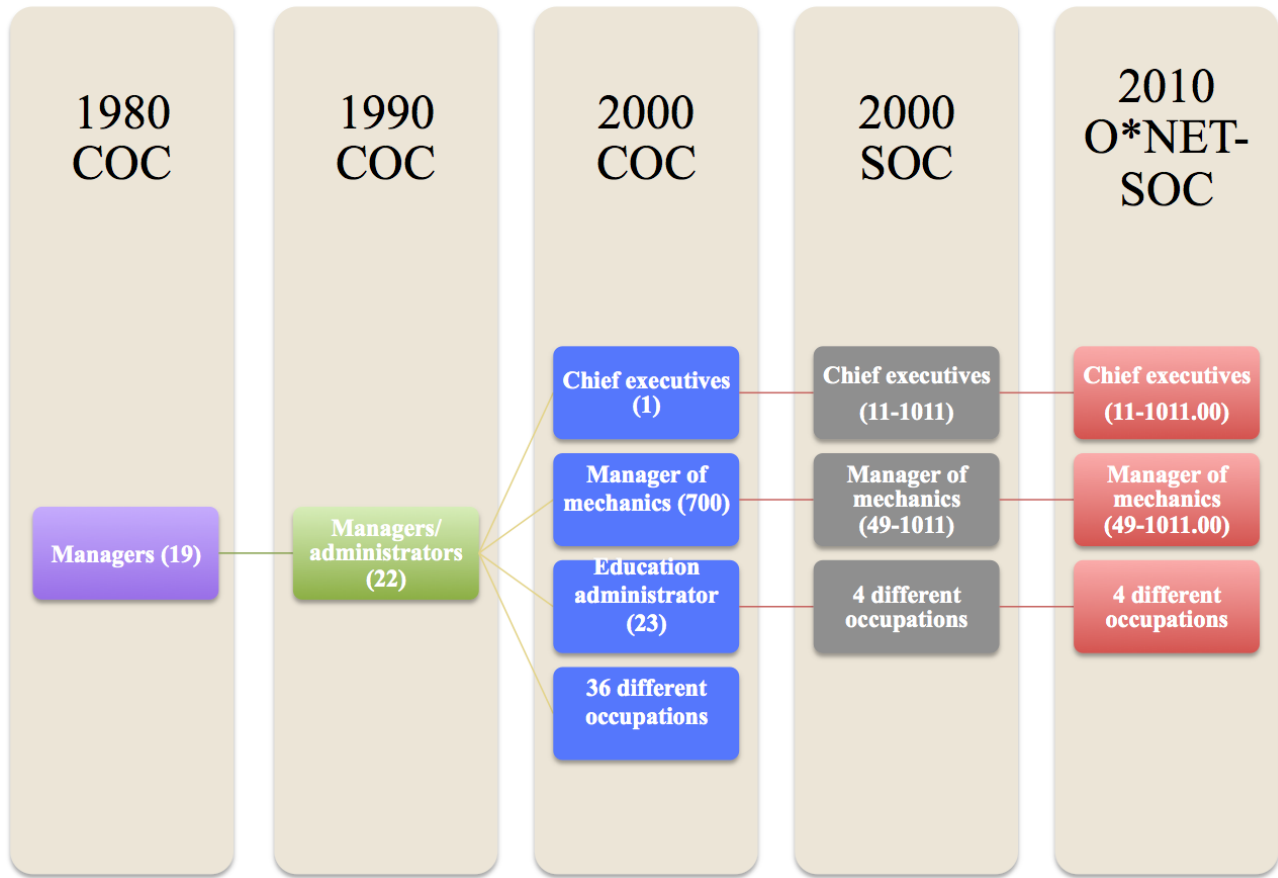 1980
COC
1990
COC
2000
COC
2000
SOC
2010
O*NET-
SOC
Managers (19)
Managers/
administrators
(22)
Chief executives
(1)
Manager of
mechanics (700)
Education
administrator
(23)
36 different
occupations
Chief executives
(11-1011)
Manager of
mechanics
(49-1011)
4 different
occupations
Chief executives
(11-1011.00)
Manager of
mechanics
(49-1011.00)
4 different
occupations